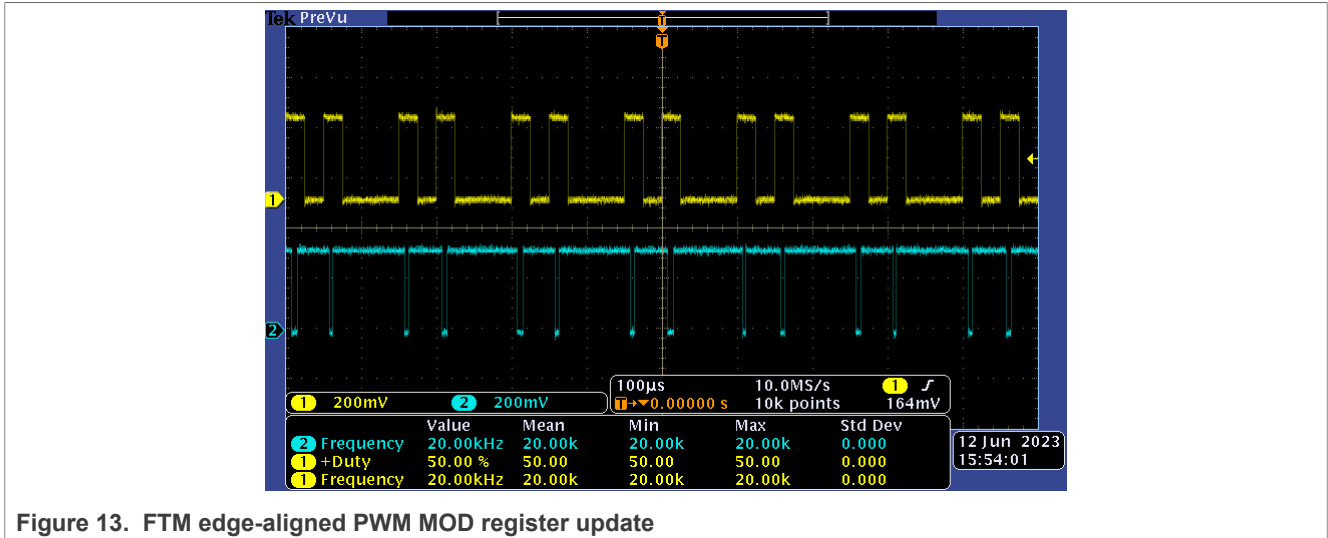 Tek PreVu
T
T
1
2
100µs 10.0MS/s 1
1 200mV 2 200mV T→▼0.00000 s 10k points 164mV
Value Mean Min Max Std Dev
2 Frequency 20.00kHz 20.00k 20.00k 20.00k 0.000
1 +Duty 50.00 % 50.00 50.00 50.00 0.000
1 Frequency 20.00kHz 20.00k 20.00k 20.00k 0.000
12 Jun 2023
15:54:01
Figure 13. FTM edge-aligned PWM MOD register update